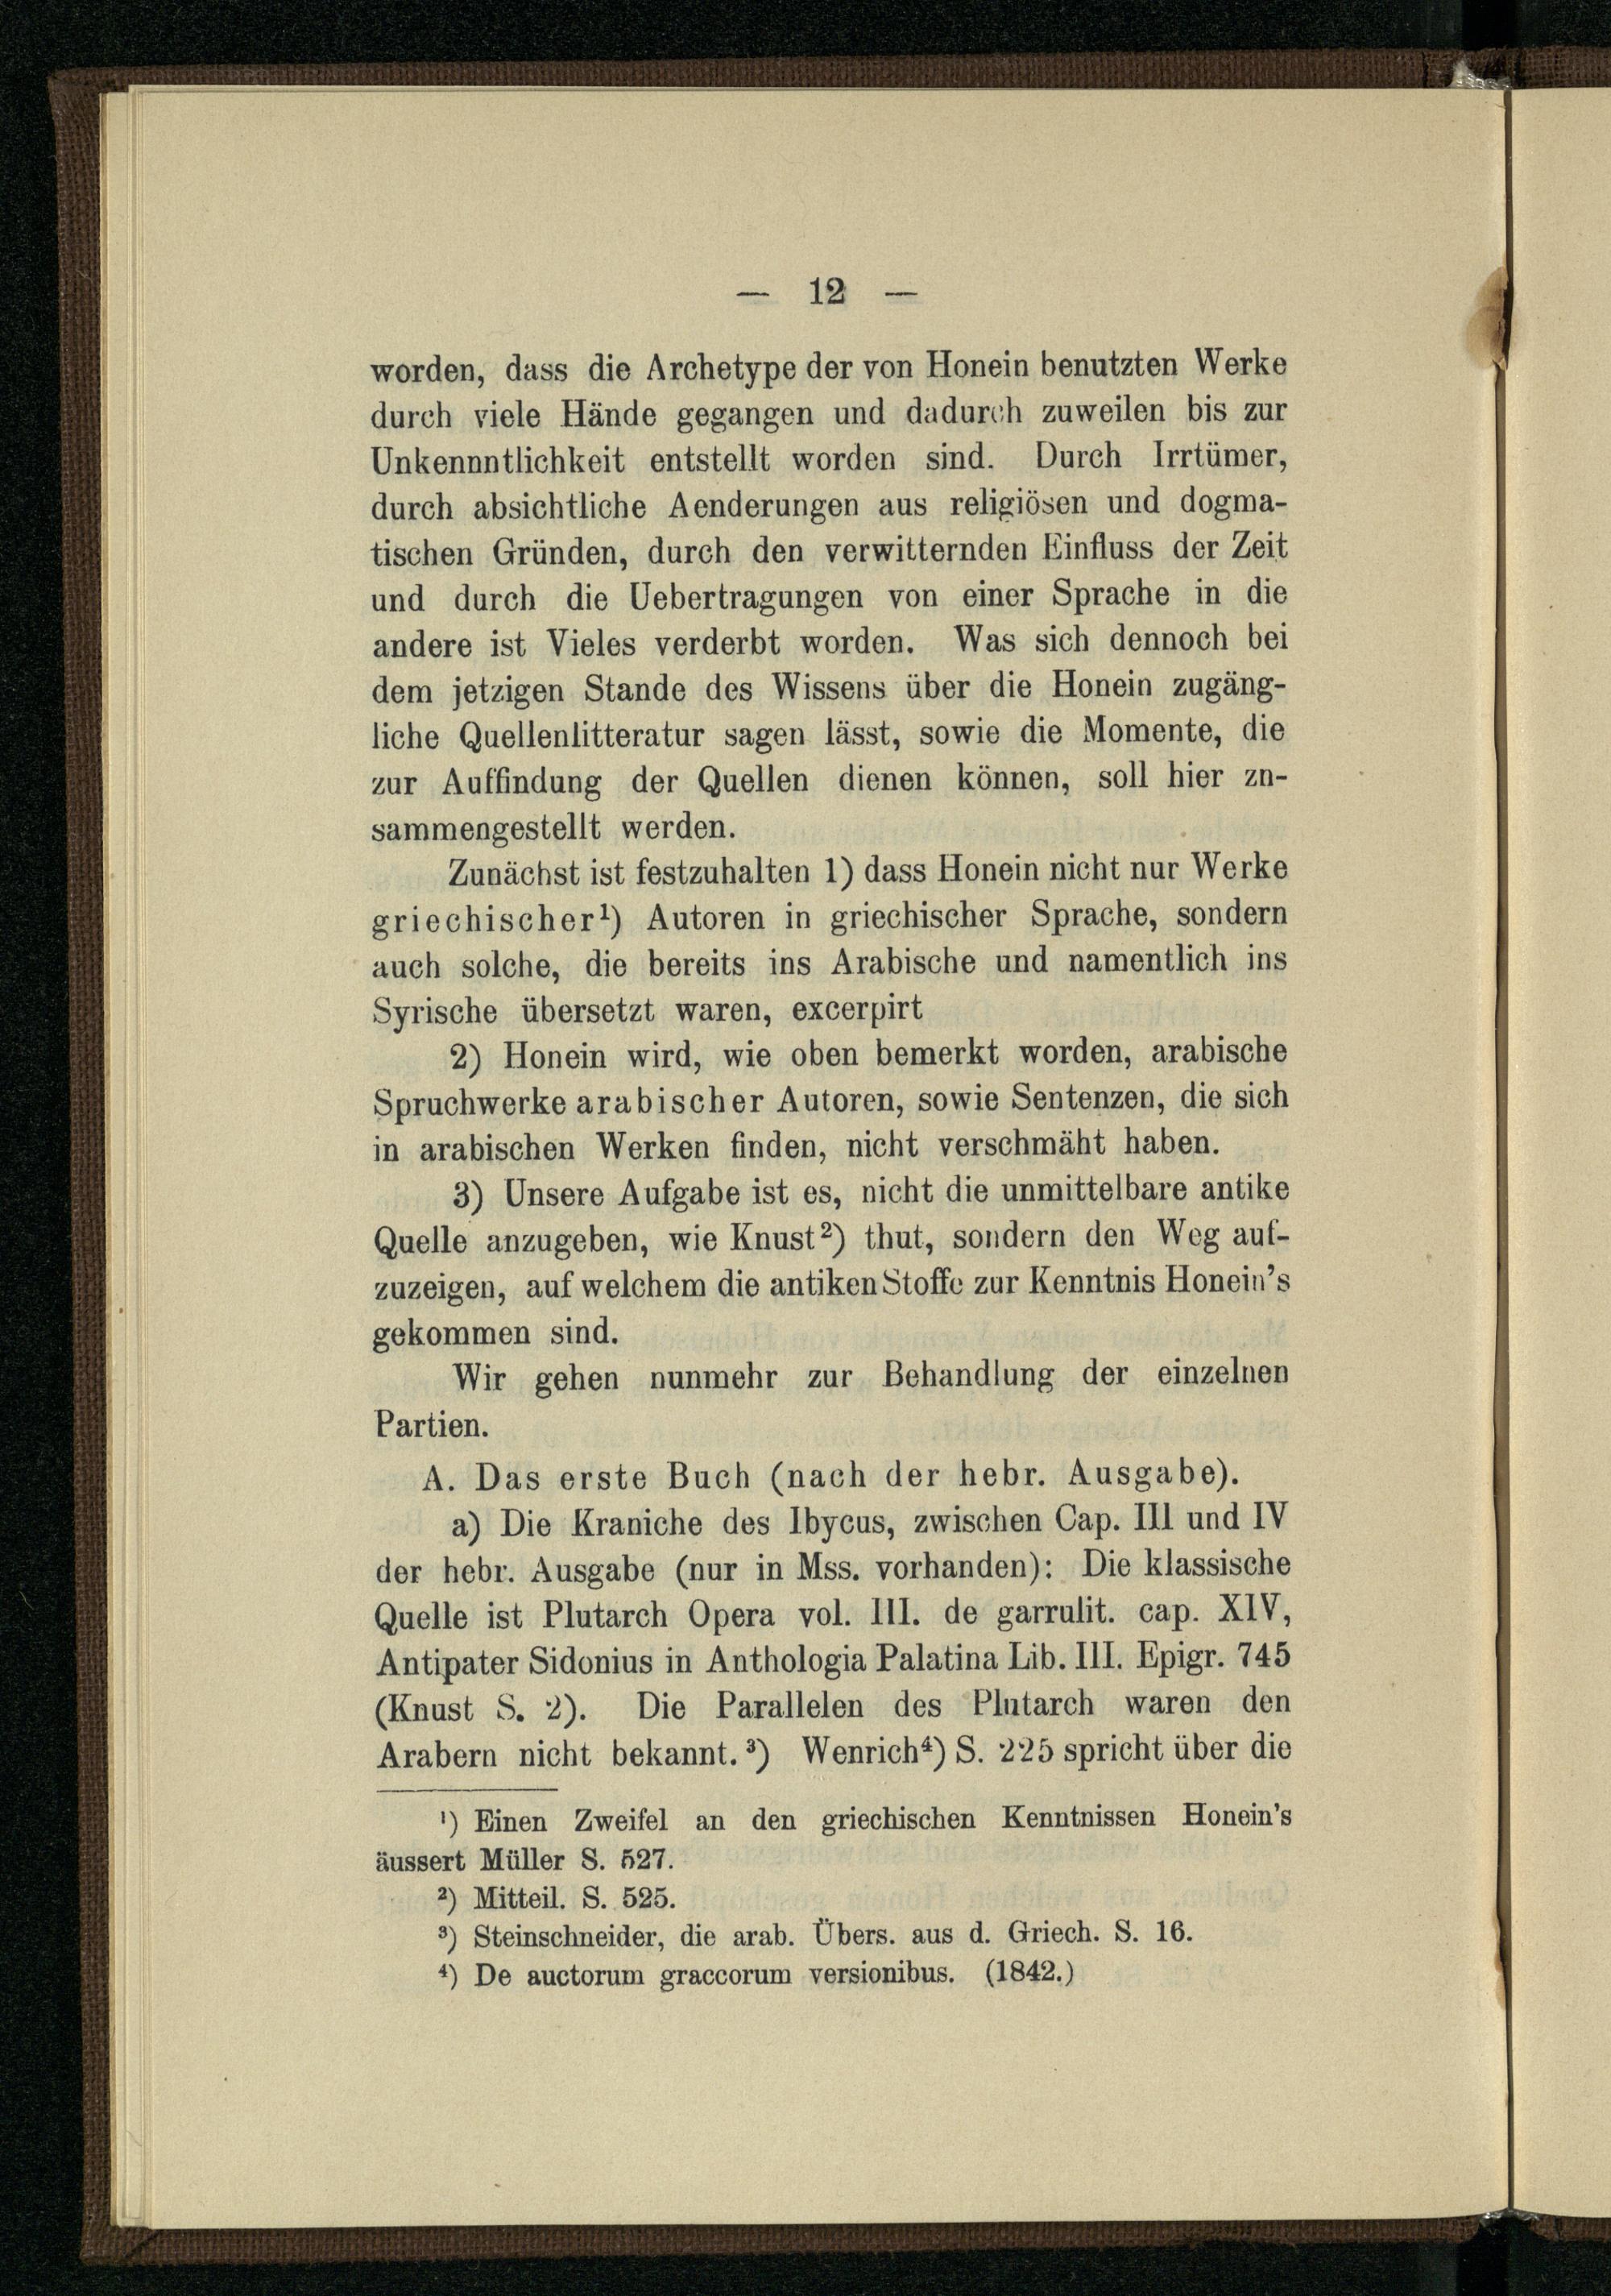 — 12 —
worden, dass die Archetype der von Honein benutzten Werke
durch viele Hände gegangen und dadurch zuweilen bis zur
Unkennntlichkeit entstellt worden sind. Durch Irrtümer,
durch absichtliche Aenderungen aus religiösen und dogma-
tischen Gründen, durch den verwitternden Einfluss der Zeit
und durch die Uebertragungen von einer Sprache in die
andere ist Vieles verderbt worden. Was sich dennoch bei
dem jetzigen Stande des Wissens über die Honein zugäng-
liche Quellenlitteratur sagen lässt, sowie die Momente, die
zur Auffindung der Quellen dienen können, soll hier zn-
sammengestellt werden.
Zunächst ist festzuhalten 1) dass Honein nicht nur Werke
griechischer¹) Autoren in griechischer Sprache, sondern
auch solche, die bereits ins Arabische und namentlich ins
Syrische übersetzt waren, excerpirt
2) Honein wird, wie oben bemerkt worden, arabische
Spruchwerke arabischer Autoren, sowie Sentenzen, die sich
in arabischen Werken finden, nicht verschmäht haben.
3) Unsere Aufgabe ist es, nicht die unmittelbare antike
Quelle anzugeben, wie Knust²) thut, sondern den Weg auf-
zuzeigen, auf welchem die antiken Stoffe zur Kenntnis Honein's
gekommen sind.
Wir gehen nunmehr zur Behandlung der einzelnen
Partien.
A. Das erste Buch (nach der hebr. Ausgabe).
a) Die Kraniche des Ibycus, zwischen Cap. III und IV
der hebr. Ausgabe (nur in Mss. vorhanden): Die klassische
Quelle ist Plutarch Opera vol. III. de garrulit. cap. XIV,
Antipater Sidonius in Anthologia Palatina Lib. III. Epigr. 745
(Knust S. 2). Die Parallelen des Plutarch waren den
Arabern nicht bekannt.³) Wenrich⁴) S. 225 spricht über die
¹) Einen Zweifel an den griechischen Kenntnissen Honein's
äussert Müller S. 527.
²) Mitteil. S. 525.
³) Steinschneider, die arab. Übers. aus d. Griech. S. 16.
⁴) De auctorum graccorum versionibus. (1842.)